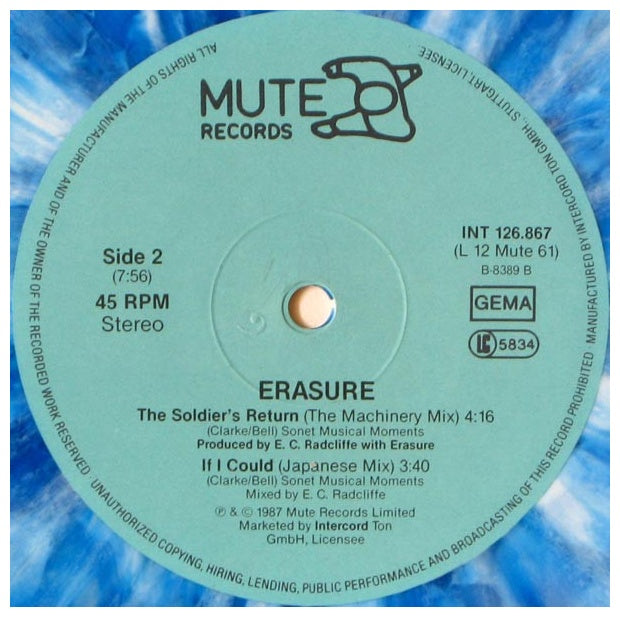 MUTE
RECORDS
INT 126.867
(L 12 Mute 61)
B-8389 B
GEMA
LC 5834
Side 2
(7:56)
45 RPM
Stereo
ERASURE
The Soldier's Return (The Machinery Mix) 4:16
(Clarke/Bell) Sonet Musical Moments
Produced by E. C. Radcliffe with Erasure
If I Could (Japanese Mix) 3:40
(Clarke/Bell) Sonet Musical Moments
Mixed by E. C. Radcliffe
℗ & © 1987 Mute Records Limited
Marketed by Intercord Ton
GmbH, Licensee
ALL RIGHTS OF THE MANUFACTURER AND OF THE OWNER OF THE RECORDED WORK RESERVED · UNAUTHORIZED COPYING, HIRING, LENDING, PUBLIC PERFORMANCE AND BROADCASTING OF THIS RECORD PROHIBITED · MANUFACTURED BY INTERCORD TON GMBH, STUTTGART, LICENSEE.